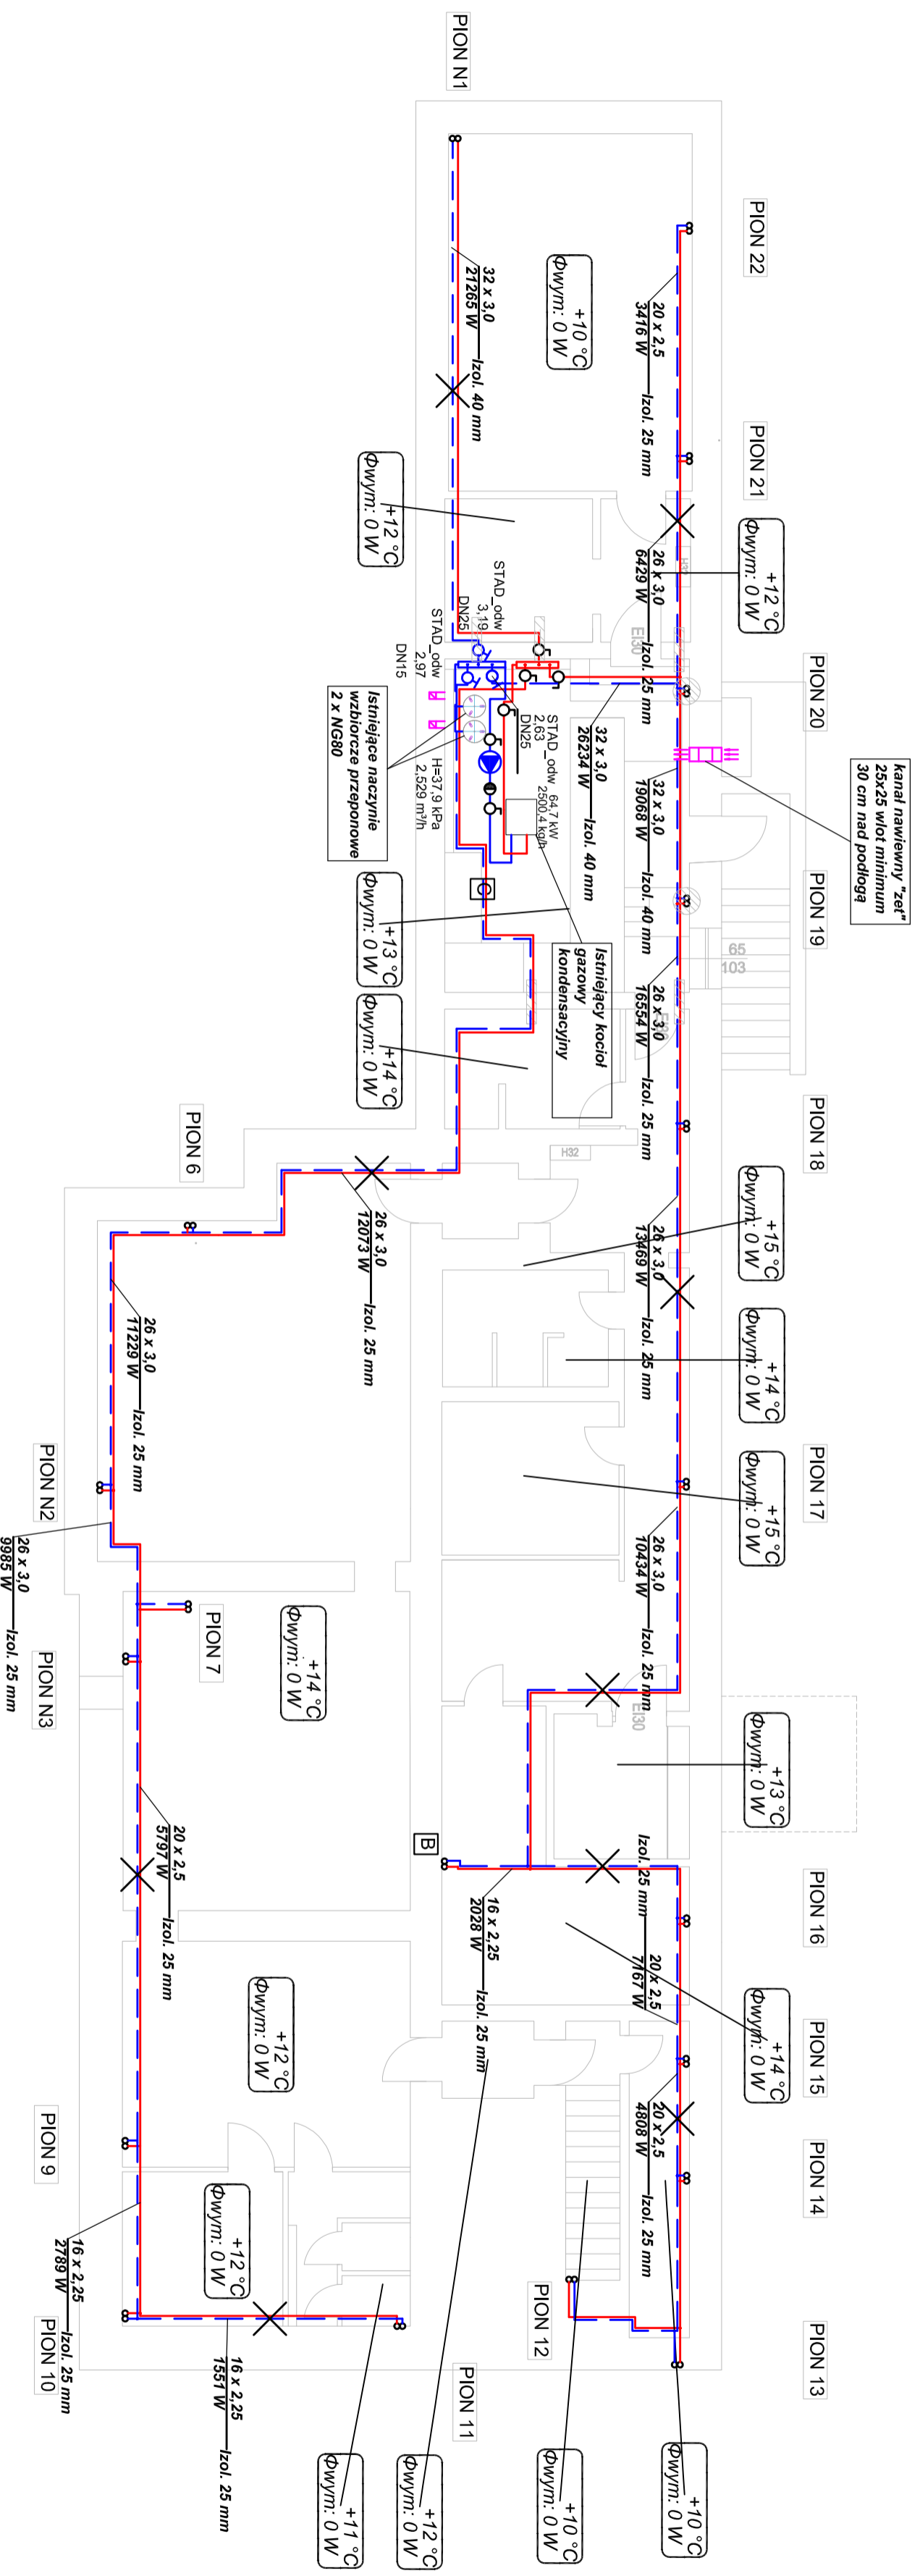 PION N1
PION 22
PION 21
PION 20
PION 19
PION 18
PION 17
PION 16
PION 15
PION 14
PION 13
kanał nawiewny "zet"
25x25 wlot minimum
30 cm nad podłogą
+12 °C
Φwym: 0 W
+15 °C
Φwym: 0 W
+14 °C
Φwym: 0 W
+15 °C
Φwym: 0 W
+13 °C
Φwym: 0 W
+14 °C
Φwym: 0 W
+10 °C
Φwym: 0 W
20 x 2,5
3416 W
Izol. 25 mm
26 x 3,0
6429 W
Izol. 25 mm
32 x 3,0
19068 W
Izol. 40 mm
26 x 3,0
16554 W
Izol. 25 mm
26 x 3,0
13469 W
Izol. 25 mm
26 x 3,0
10434 W
Izol. 25 mm
Izol. 25 mm
20 x 2,5
7167 W
20 x 2,5
4808 W
Izol. 25 mm
H32
EI30
65
103
H32
EI30
+10 °C
Φwym: 0 W
32 x 3,0
26234 W
Izol. 40 mm
32 x 3,0
21265 W
Izol. 40 mm
STAD_odw
3,19
DN25
STAD_odw
2,63
DN25
64,7 kW
2500,4 kg/h
STAD_odw
2,97
DN15
H=37,9 kPa
2,529 m³/h
Istniejący kocioł
gazowy
kondensacyjny
Istniejące naczynie
wzbiorcze przeponowe
2 x NG80
C
+12 °C
Φwym: 0 W
+13 °C
Φwym: 0 W
+14 °C
Φwym: 0 W
26 x 3,0
12073 W
Izol. 25 mm
PION 6
26 x 3,0
11229 W
Izol. 25 mm
PION N2
26 x 3,0
9985 W
Izol. 25 mm
PION 7
PION N3
+14 °C
Φwym: 0 W
B
16 x 2,25
2028 W
Izol. 25 mm
20 x 2,5
5797 W
Izol. 25 mm
+12 °C
Φwym: 0 W
+12 °C
Φwym: 0 W
PION 9
16 x 2,25
2789 W
Izol. 25 mm
PION 10
16 x 2,25
1551 W
Izol. 25 mm
PION 11
PION 12
+11 °C
Φwym: 0 W
+12 °C
Φwym: 0 W
+10 °C
Φwym: 0 W